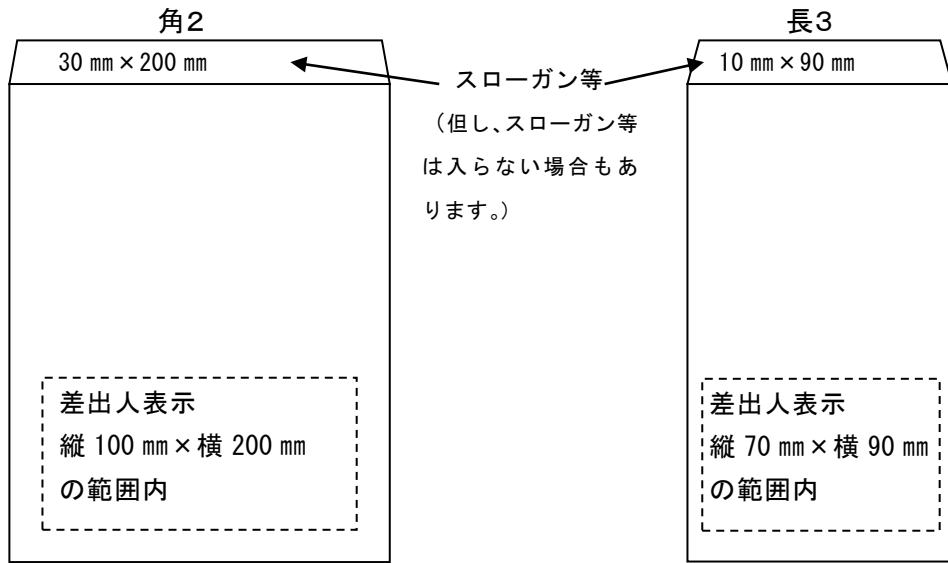 角2
30 ㎜×200 ㎜
長3
10 ㎜×90 ㎜
スローガン等
（但し、スローガン等
は入らない場合もあ
ります。）
差出人表示
縦 100 ㎜×横 200 ㎜
の範囲内
差出人表示
縦 70 ㎜×横 90 ㎜
の範囲内